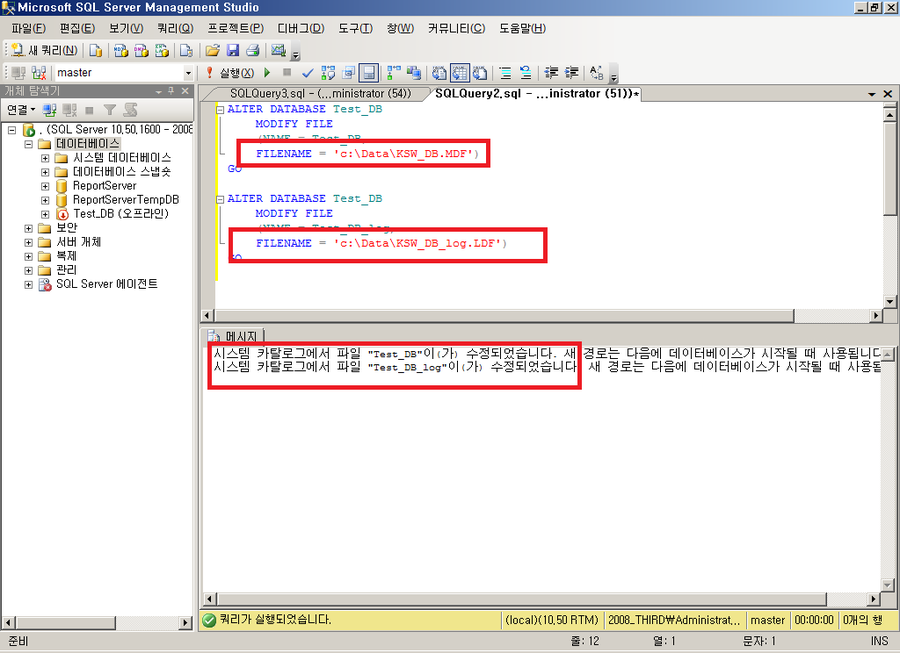 Microsoft SQL Server Management Studio
파일(F) 편집(E) 보기(V) 쿼리(Q) 프로젝트(P) 디버그(D) 도구(T) 창(W) 커뮤니티(C) 도움말(H)
새 쿼리(N)
master 실행(X)
개체 탐색기
연결
. (SQL Server 10.50.1600 - 2008
데이터베이스
시스템 데이터베이스
데이터베이스 스냅숏
ReportServer
ReportServerTempDB
Test_DB (오프라인)
보안
서버 개체
복제
관리
SQL Server 에이전트
SQLQuery3.sql - (...ministrator (54)) SQLQuery2.sql - ...inistrator (51))*
ALTER DATABASE Test_DB
MODIFY FILE
(NAME = Test_DB,
FILENAME = 'c:\Data\KSW_DB.MDF')
GO
ALTER DATABASE Test_DB
MODIFY FILE
(NAME = Test_DB_log,
FILENAME = 'c:\Data\KSW_DB_log.LDF')
GO
메시지
시스템 카탈로그에서 파일 "Test_DB"이(가) 수정되었습니다. 새 경로는 다음에 데이터베이스가 시작될 때 사용됩니다
시스템 카탈로그에서 파일 "Test_DB_log"이(가) 수정되었습니다 새 경로는 다음에 데이터베이스가 시작될 때 사용됩
쿼리가 실행되었습니다. (local)(10.50 RTM) 2008_THIRD₩Administrat... master 00:00:00 0개의 행
준비 줄: 12 열: 1 문자: 1 INS